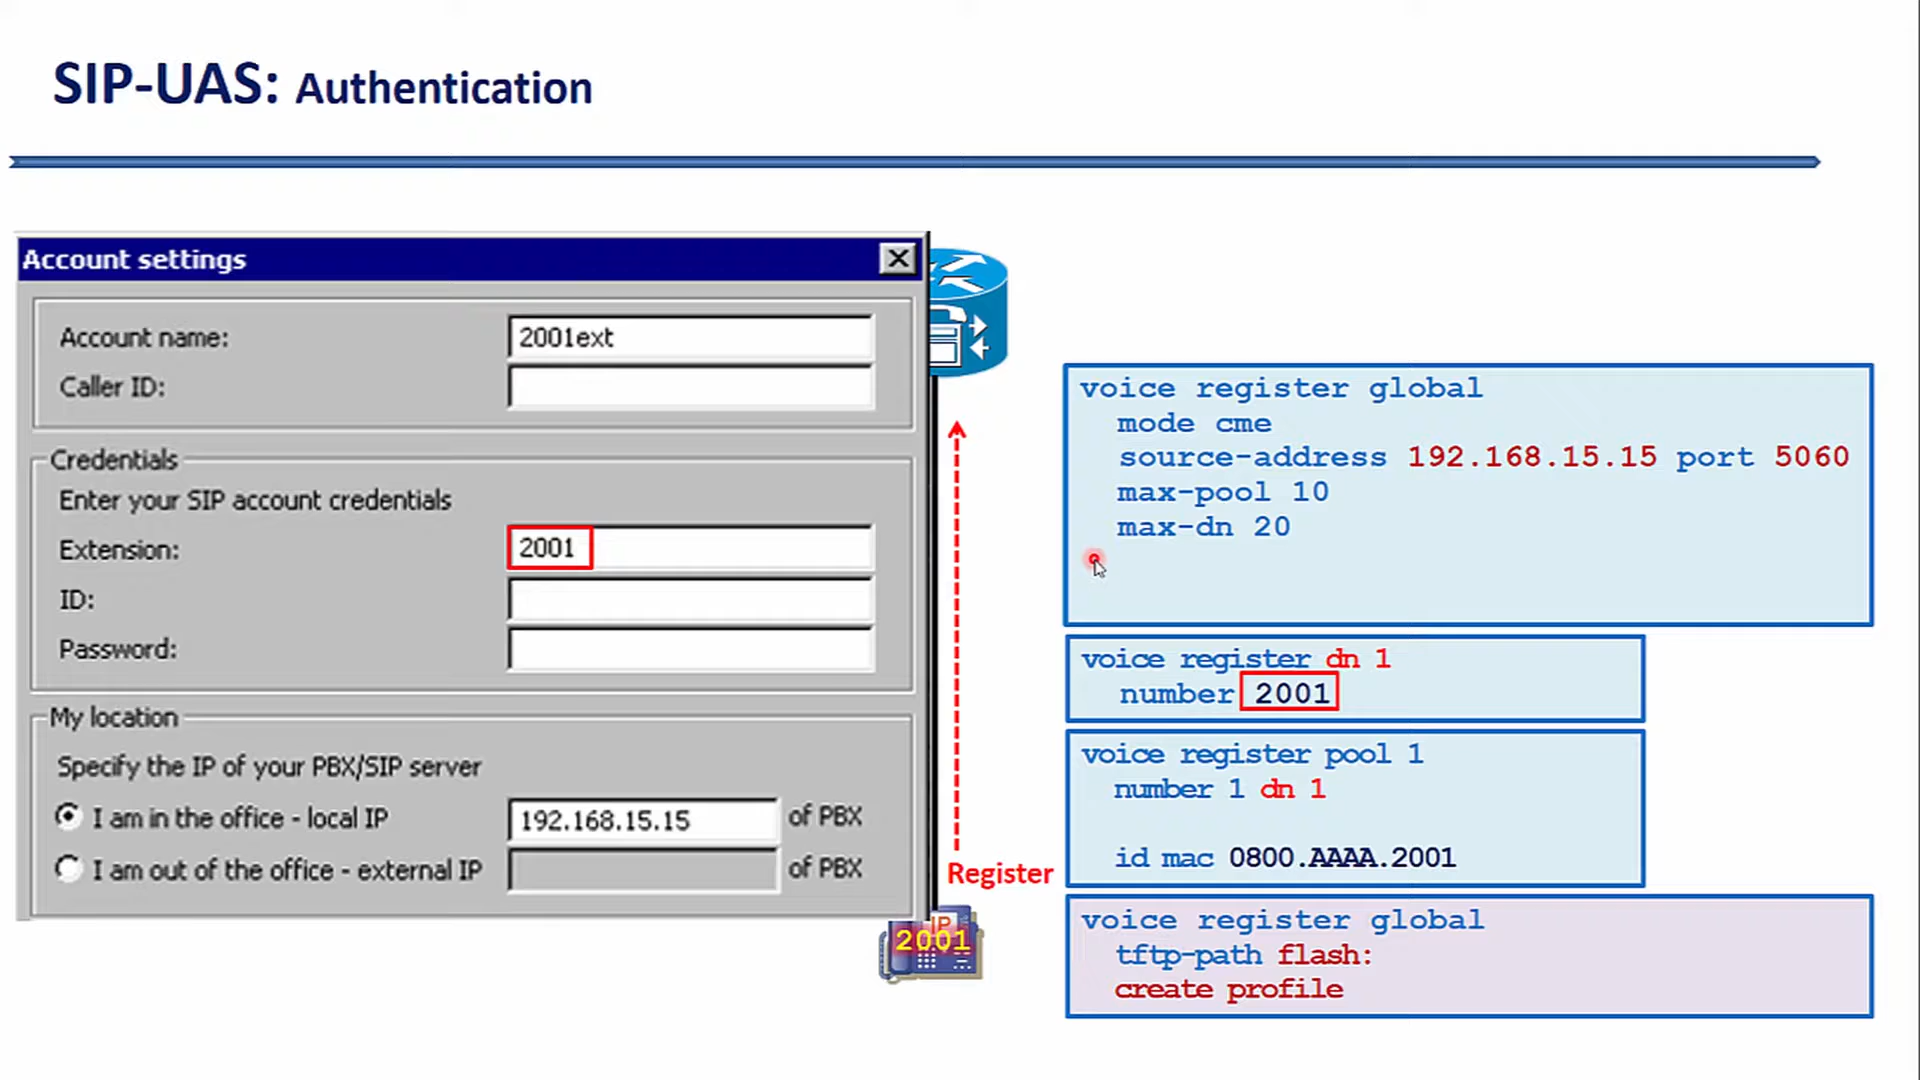 SIP-UAS: Authentication
Account settings
Account name: 2001ext
Caller ID:
Credentials
Enter your SIP account credentials
Extension: 2001
ID:
Password:
My location
Specify the IP of your PBX/SIP server
I am in the office - local IP 192.168.15.15 of PBX
I am out of the office - external IP of PBX
Register
IP
2001
voice register global
mode cme
source-address 192.168.15.15 port 5060
max-pool 10
max-dn 20
voice register dn 1
number 2001
voice register pool 1
number 1 dn 1
id mac 0800.AAAA.2001
voice register global
tftp-path flash:
create profile